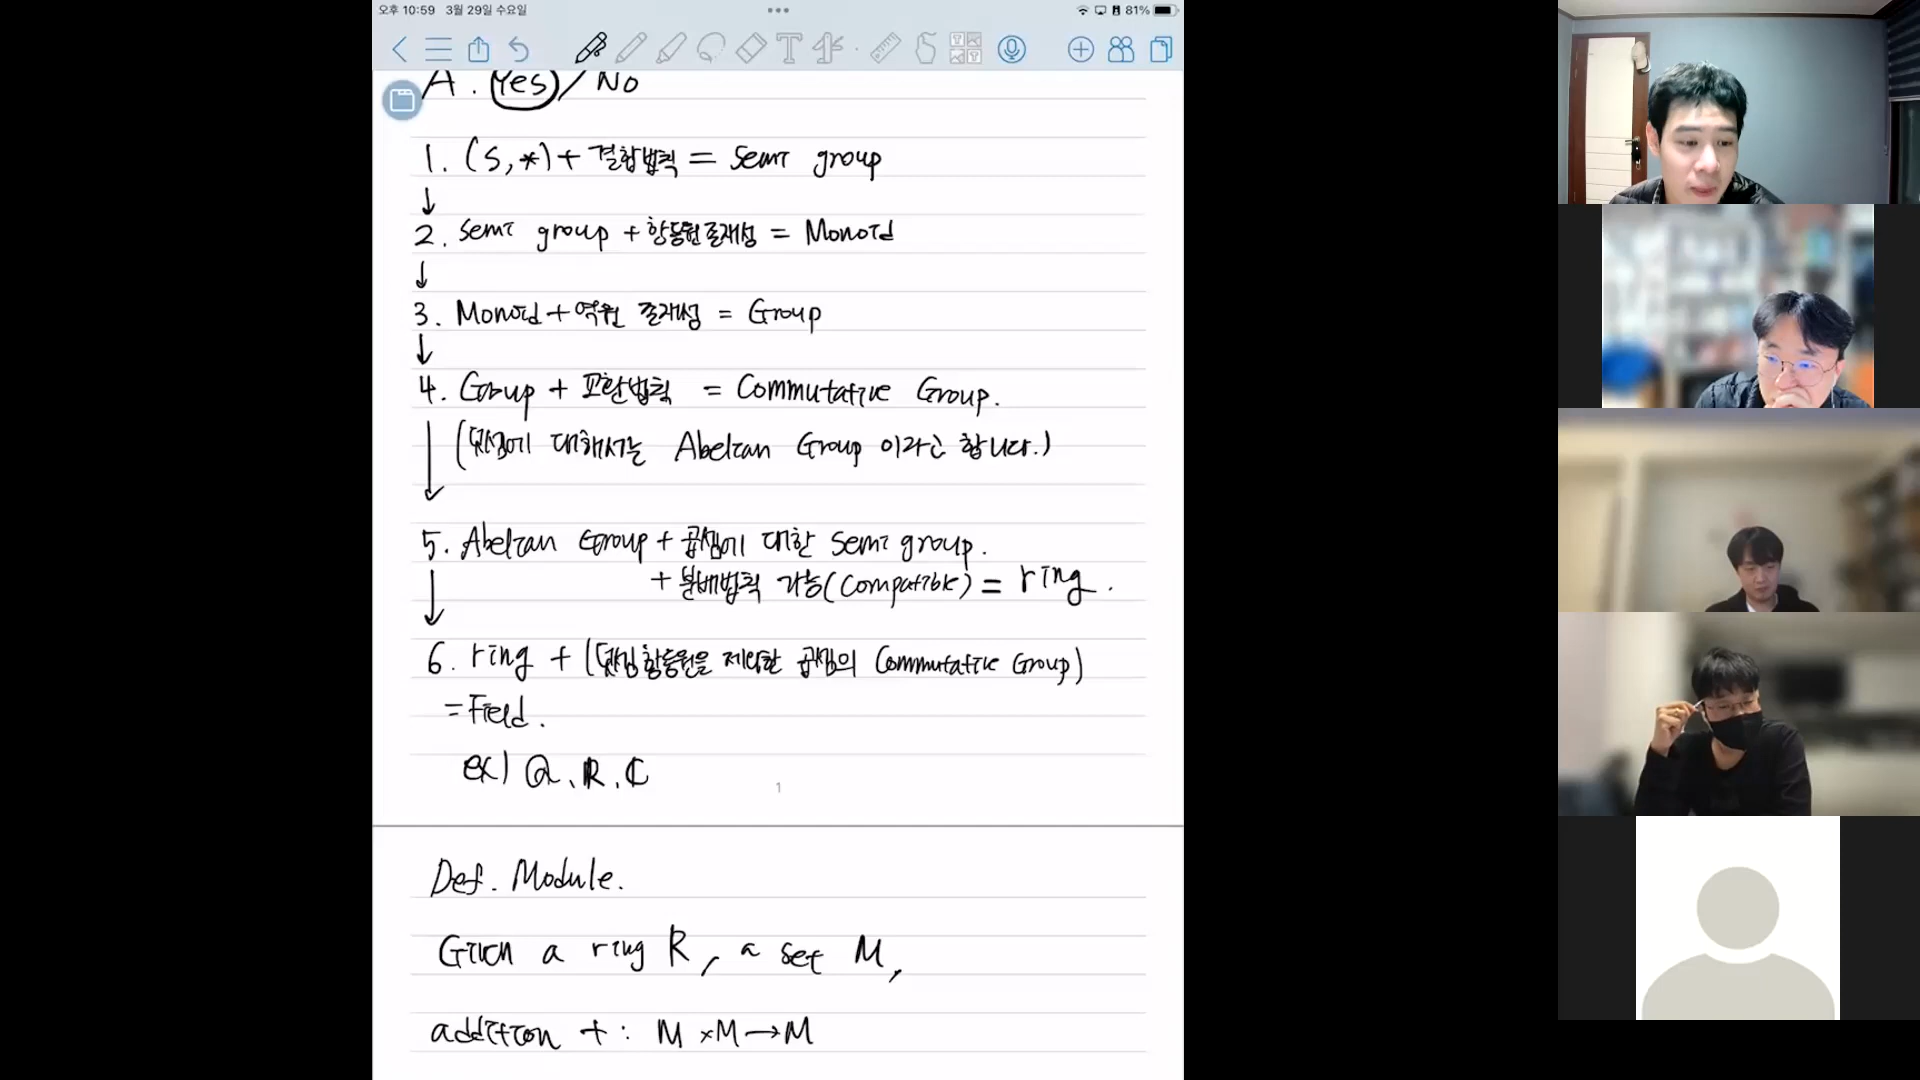 오후 10:59 3월 29일 수요일
81%
A. Yes / No
1. (S, *) + 결합법칙 = Semi group
↓
2. Semi group + 항등원 존재성 = Monoid
↓
3. Monoid + 역원 존재성 = Group
↓
4. Group + 교환법칙 = Commutative Group.
↓ (덧셈에 대해서는 Abelian Group 이라고 합니다.)
5. Abelian Group + 곱셈에 대한 Semi group.
↓ + 분배법칙 가능(Compatible) = ring.
6. ring + (덧셈 항등원을 제외한 곱셈의 Commutative Group)
= Field.
ex) ℚ, ℝ, ℂ
1
Def. Module.
Given a ring R, a set M,
addition + : M × M → M